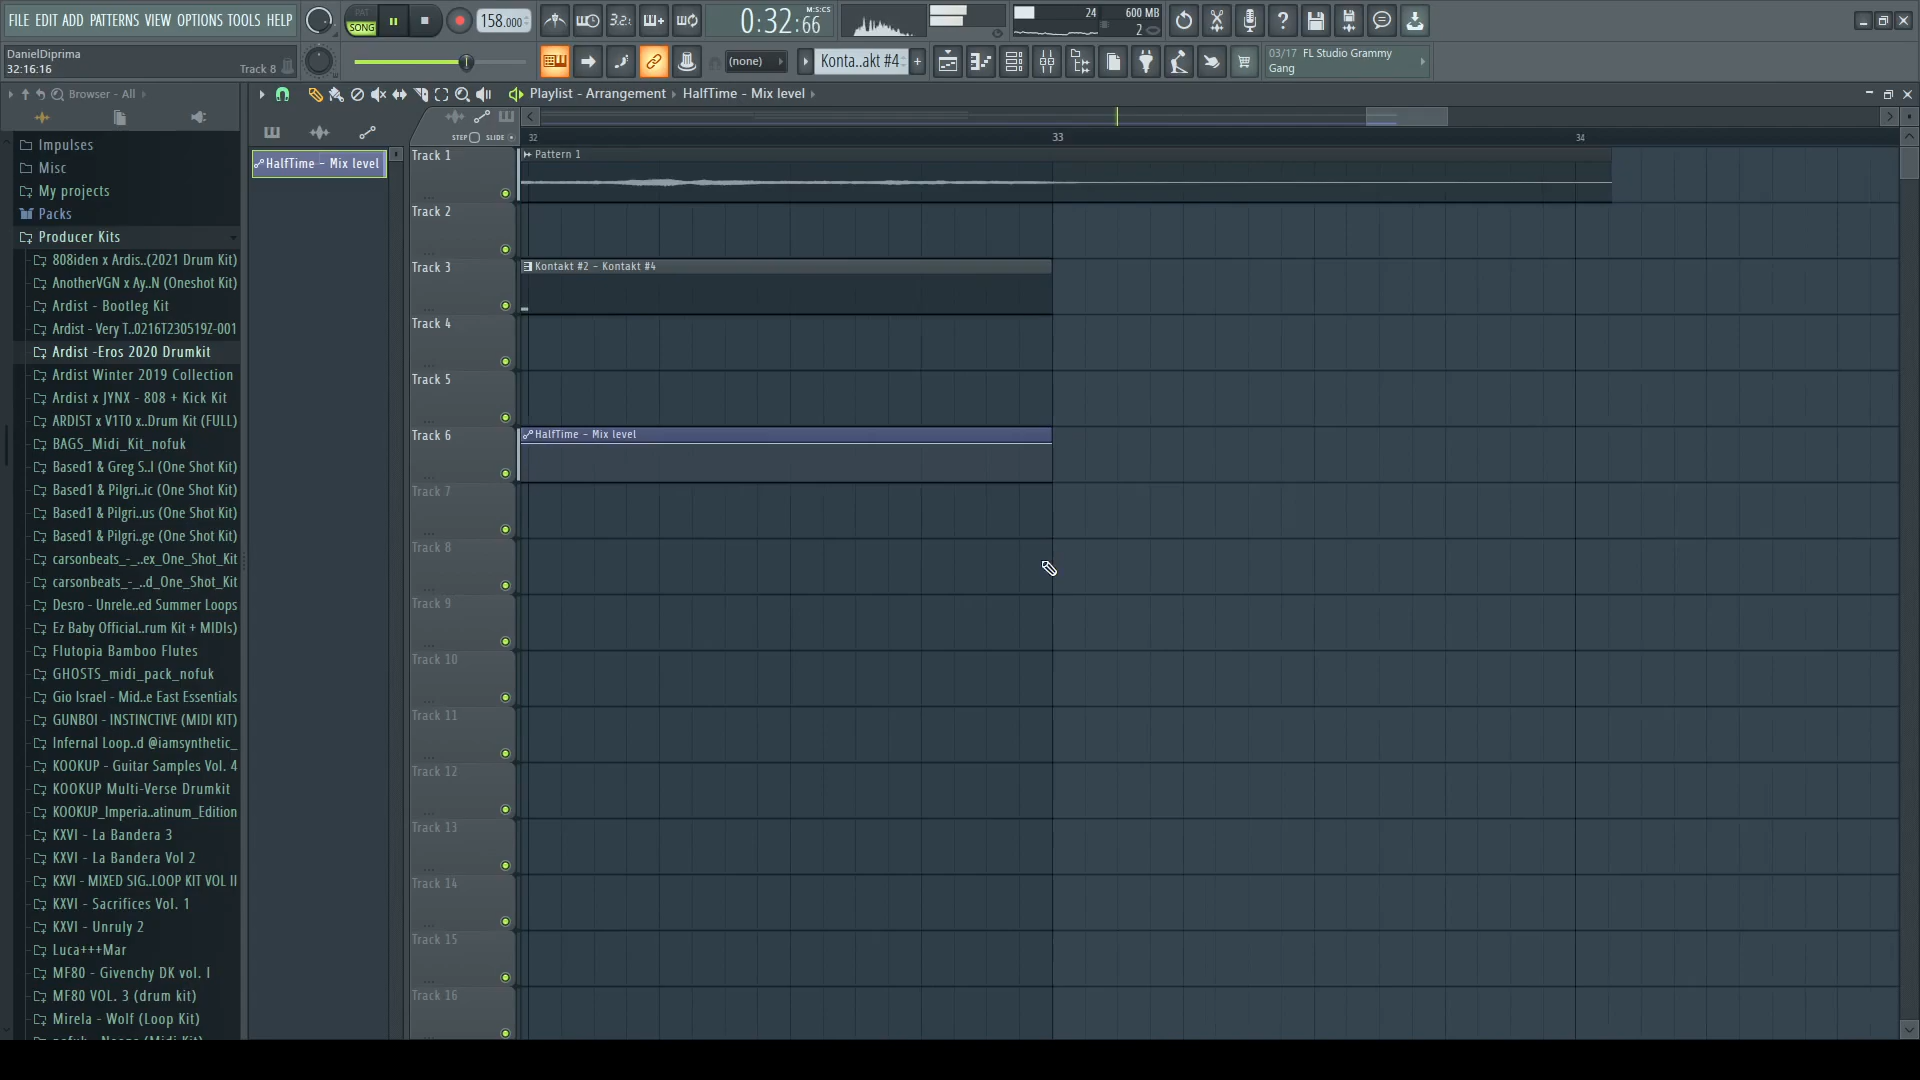 FILE EDIT ADD PATTERNS VIEW OPTIONS TOOLS HELP
PAT
SONG
158.000
3.2.
0:32:66
M:S:CS
24
600 MB
2
DanielDiprima
32:16:16
Track 8
(none)
Konta..akt #4
03/17 FL Studio Grammy
Gang
Browser - All
Playlist - Arrangement
HalfTime - Mix level
STEP
SLIDE
32
33
34
HalfTime - Mix level
Impulses
Misc
My projects
Packs
Producer Kits
808iden x Ardis..(2021 Drum Kit)
AnotherVGN x Ay..N (Oneshot Kit)
Ardist - Bootleg Kit
Ardist - Very T..0216T230519Z-001
Ardist -Eros 2020 Drumkit
Ardist Winter 2019 Collection
Ardist x JYNX - 808 + Kick Kit
ARDIST x V1T0 x..Drum Kit (FULL)
BAGS_Midi_Kit_nofuk
Based1 & Greg S..l (One Shot Kit)
Based1 & Pilgri..ic (One Shot Kit)
Based1 & Pilgri..us (One Shot Kit)
Based1 & Pilgri..ge (One Shot Kit)
carsonbeats_-_..ex_One_Shot_Kit
carsonbeats_-_..d_One_Shot_Kit
Desro - Unrele..ed Summer Loops
Ez Baby Official..rum Kit + MIDIs)
Flutopia Bamboo Flutes
GHOSTS_midi_pack_nofuk
Gio Israel - Mid..e East Essentials
GUNBOI - INSTINCTIVE (MIDI KIT)
Infernal Loop..d @iamsynthetic_
KOOKUP - Guitar Samples Vol. 4
KOOKUP Multi-Verse Drumkit
KOOKUP_Imperia..atinum_Edition
KXVI - La Bandera 3
KXVI - La Bandera Vol 2
KXVI - MIXED SIG..LOOP KIT VOL II
KXVI - Sacrifices Vol. 1
KXVI - Unruly 2
Luca+++Mar
MF80 - Givenchy DK vol. I
MF80 VOL. 3 (drum kit)
Mirela - Wolf (Loop Kit)
Track 1
Pattern 1
Track 2
Track 3
Kontakt #2 - Kontakt #4
Track 4
Track 5
Track 6
HalfTime - Mix level
Track 7
Track 8
Track 9
Track 10
Track 11
Track 12
Track 13
Track 14
Track 15
Track 16